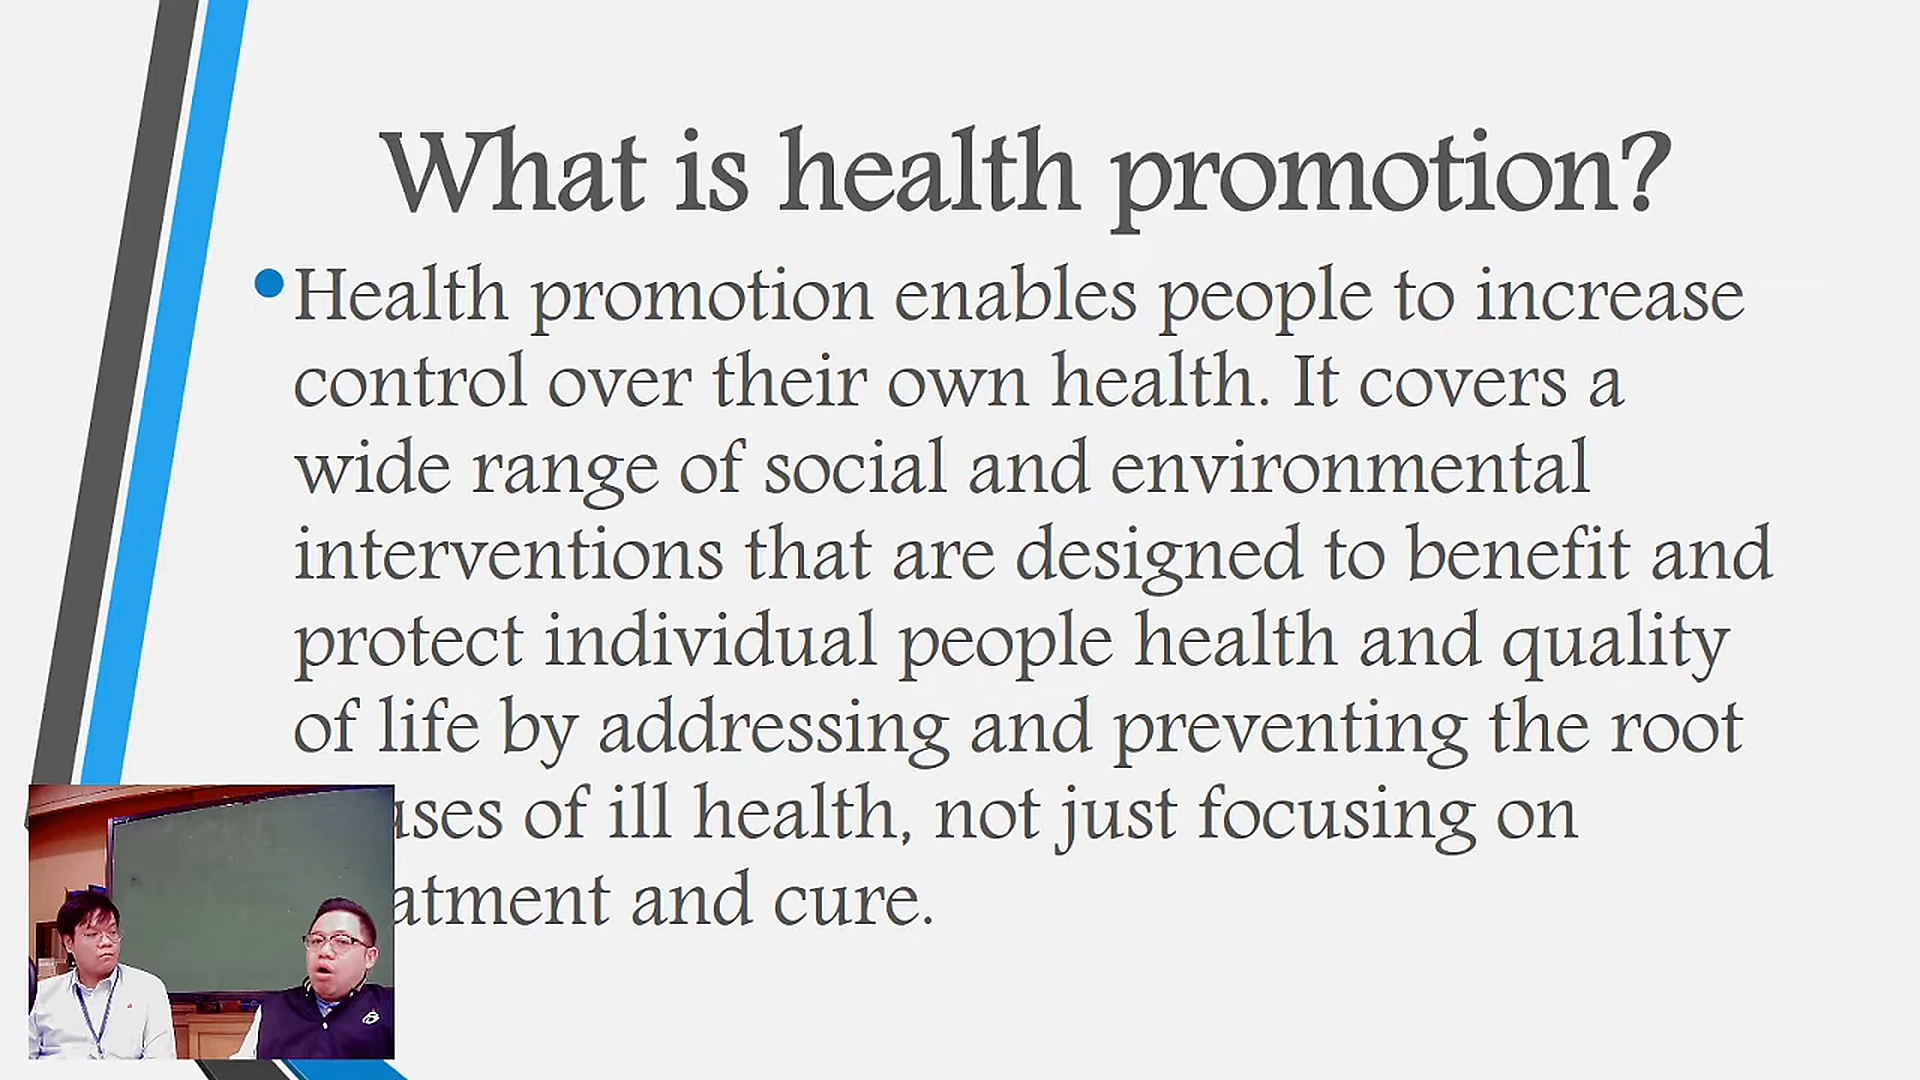 What is health promotion?
Health promotion enables people to increase
control over their own health. It covers a
wide range of social and environmental
interventions that are designed to benefit and
protect individual people health and quality
of life by addressing and preventing the root
of ill health, not just focusing on
and cure.